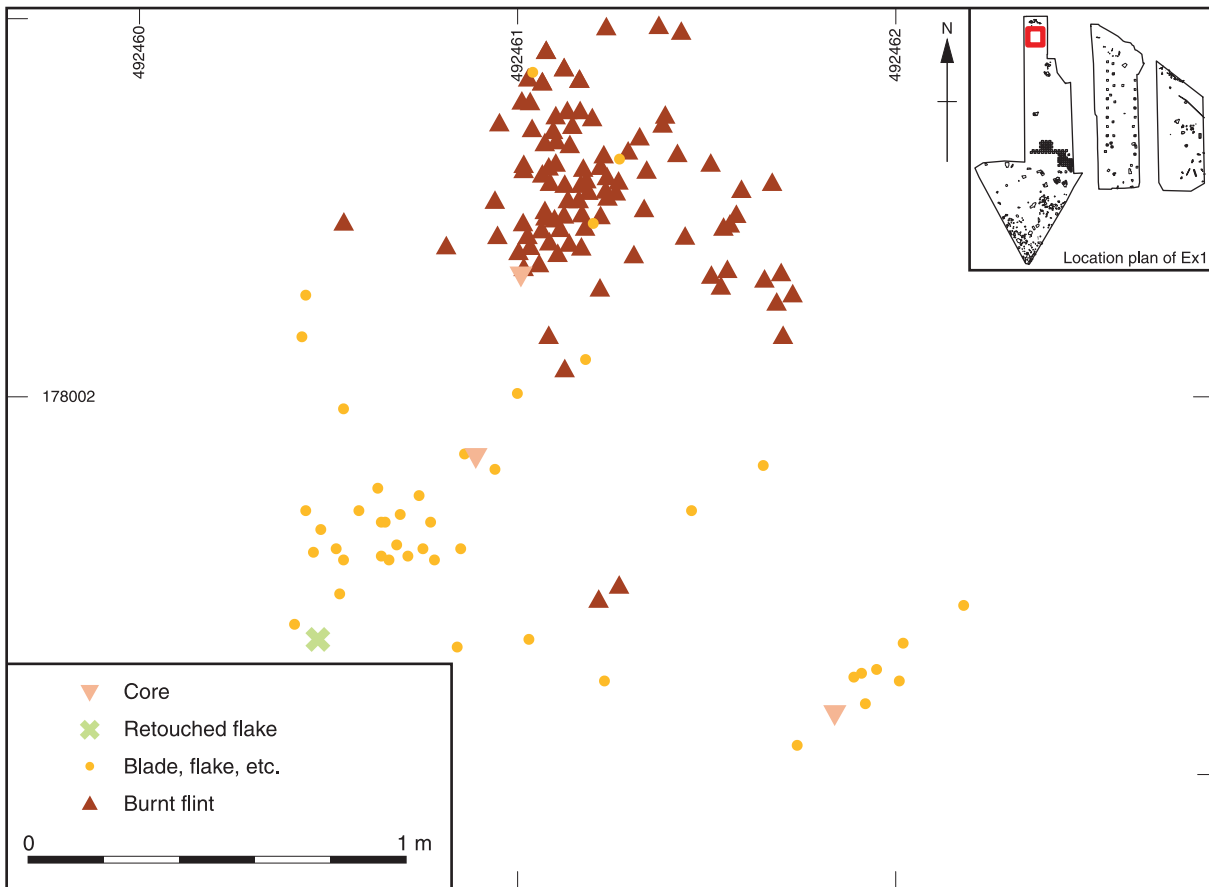 492460
492461
492462
N
Location plan of Ex1
178002
Core
Retouched flake
Blade, flake, etc.
Burnt flint
0 1 m